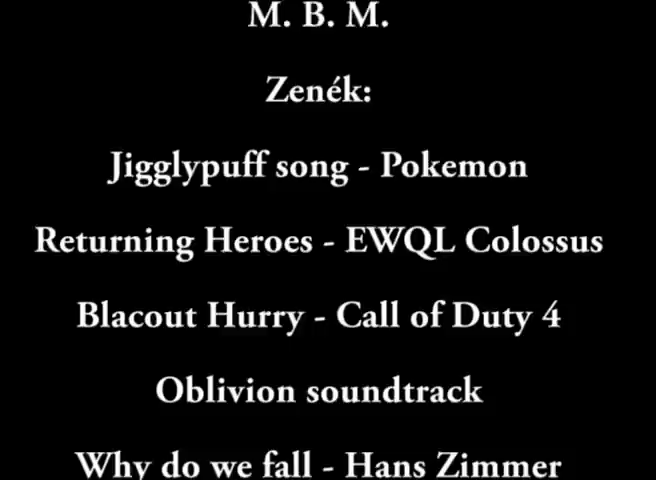 M. B. M.
Zenék:
Jigglypuff song - Pokemon
Returning Heroes - EWQL Colossus
Blacout Hurry - Call of Duty 4
Oblivion soundtrack
Why do we fall - Hans Zimmer